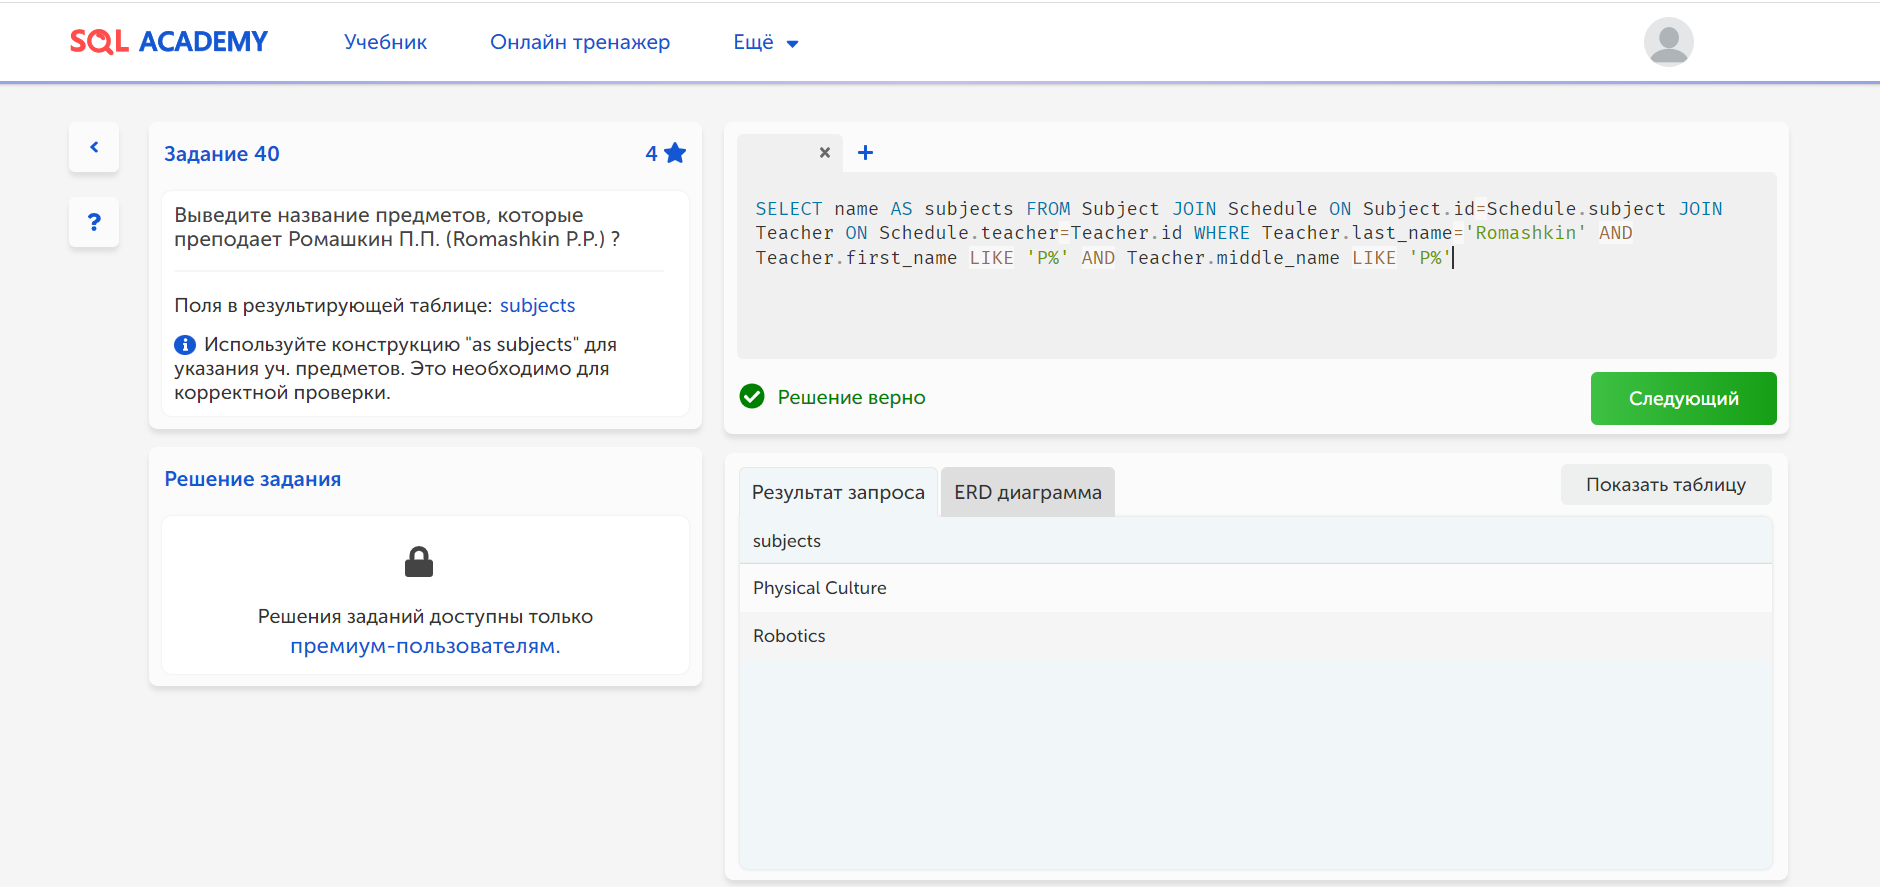 SQL ACADEMY
Учебник
Онлайн тренажер
Ещё
Задание 40
4
Выведите название предметов, которые
преподает Ромашкин П.П. (Romashkin P.P.) ?
Поля в результирующей таблице: subjects
Используйте конструкцию "as subjects" для
указания уч. предметов. Это необходимо для
корректной проверки.
Решение задания
Решения заданий доступны только
премиум-пользователям.
SELECT name AS subjects FROM Subject JOIN Schedule ON Subject.id=Schedule.subject JOIN
Teacher ON Schedule.teacher=Teacher.id WHERE Teacher.last_name='Romashkin' AND
Teacher.first_name LIKE 'P%' AND Teacher.middle_name LIKE 'P%'
Решение верно
Следующий
Результат запроса
ERD диаграмма
Показать таблицу
subjects
Physical Culture
Robotics